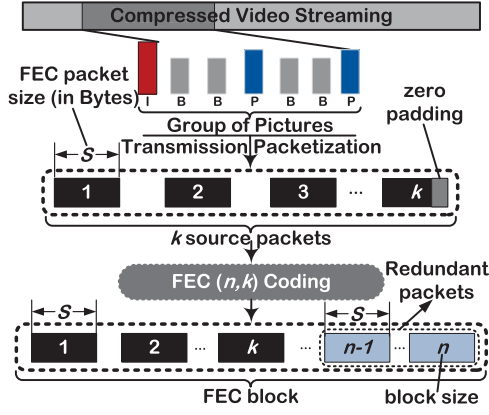 Compressed Video Streaming
I B B P B B P
FEC packet
size (in Bytes)
zero
padding
Group of Pictures
Transmission Packetization
S
1 2 3 ... k
k source packets
FEC (n,k) Coding
Redundant
packets
S S
1 2 ... k ... n-1 ... n
FEC block
block size